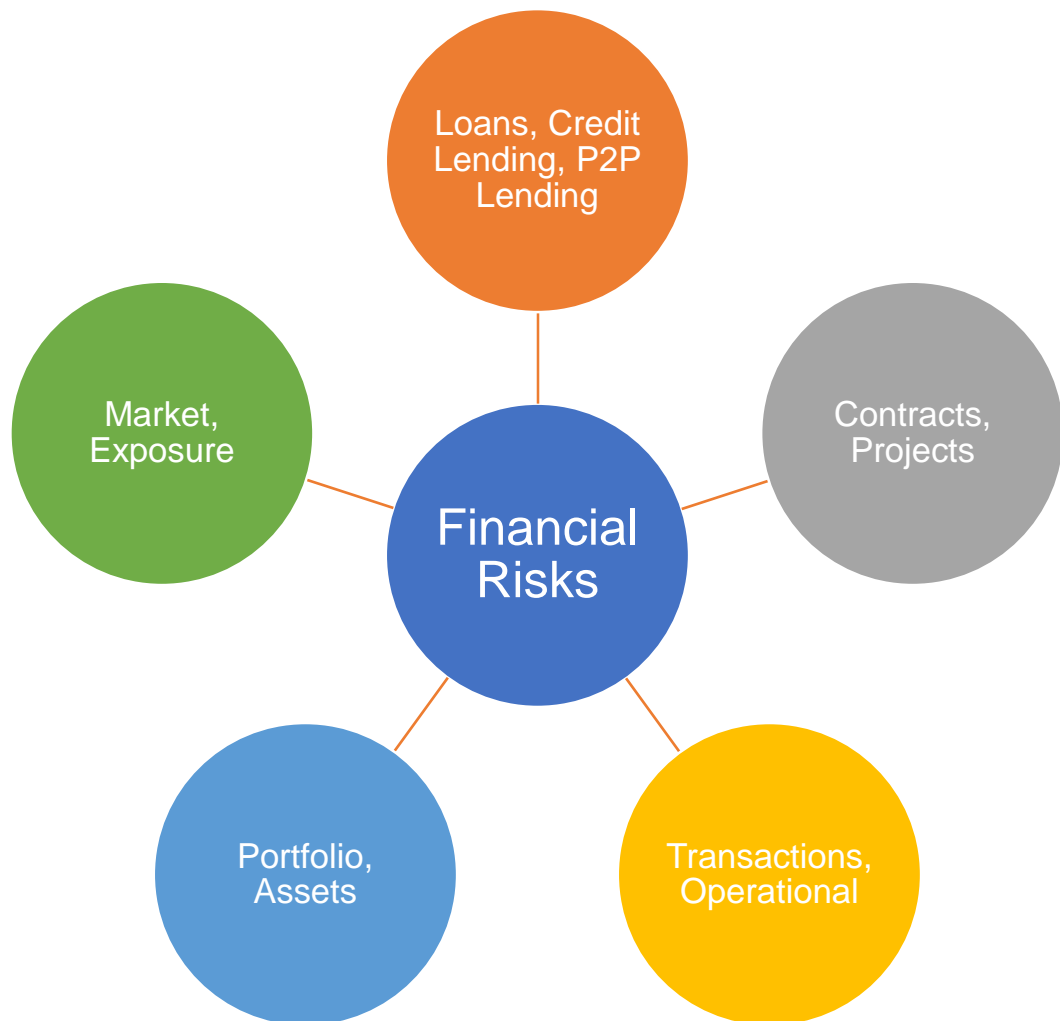 Loans, Credit
Lending, P2P
Lending
Market,
Exposure
Contracts,
Projects
Financial
Risks
Portfolio,
Assets
Transactions,
Operational